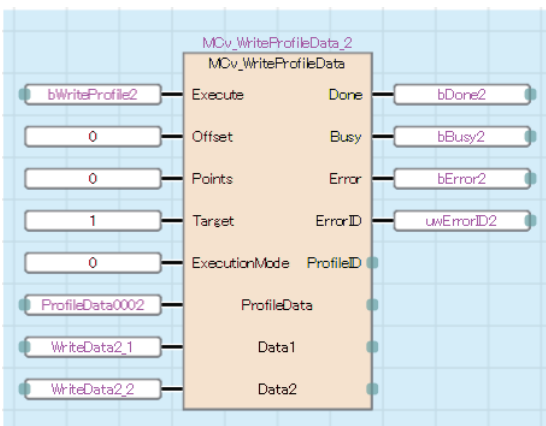 MCv_WriteProfileData_2
MCv_WriteProfileData
bWriteProfile2 Execute Done bDone2
0 Offset Busy bBusy2
0 Points Error bError2
1 Target ErrorID uwErrorID2
0 ExecutionMode ProfileID
ProfileData0002 ProfileData
WriteData2_1 Data1
WriteData2_2 Data2